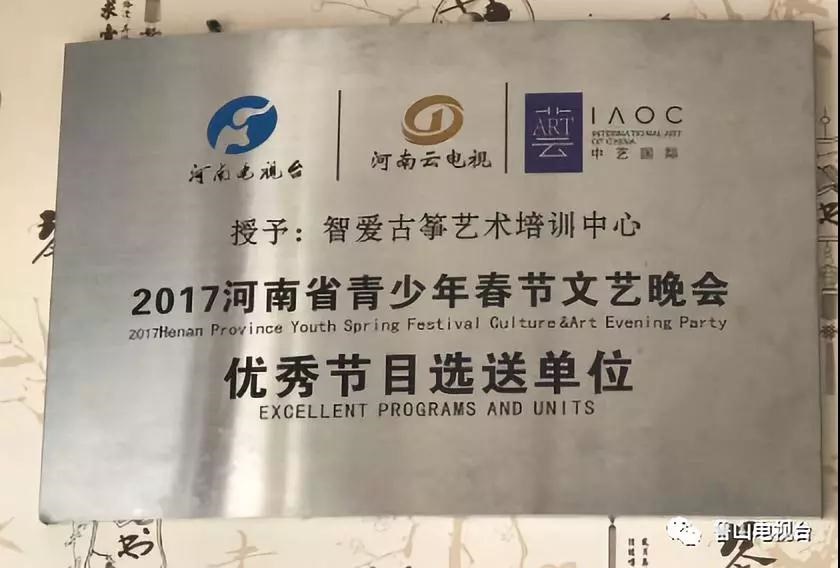 河南电视台
河南云电视
ART
艺
IAOC
INTERNATIONAL ART
OF CHINA
中艺国际
授予：智爱古筝艺术培训中心
2017河南省青少年春节文艺晚会
2017Henan Province Youth Spring Festival Culture&Art Evening Party
优秀节目选送单位
EXCELLENT PROGRAMS AND UNITS
鲁山电视台